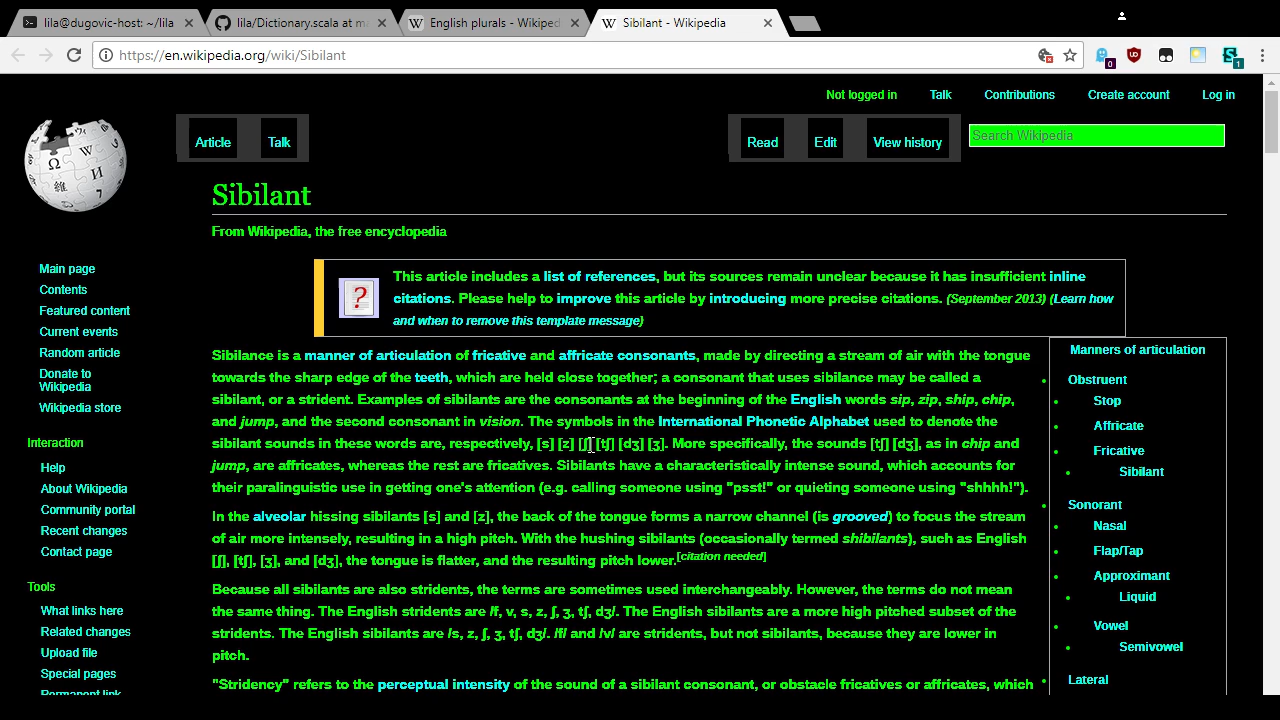 lila@dugovic-host: ~/lila
lila/Dictionary.scala at ma
English plurals - Wikiped
Sibilant - Wikipedia
https://en.wikipedia.org/wiki/Sibilant
0
1
Not logged in Talk Contributions Create account Log in
Article Talk Read Edit View history Search Wikipedia
Sibilant
From Wikipedia, the free encyclopedia
This article includes a list of references, but its sources remain unclear because it has insufficient inline
citations. Please help to improve this article by introducing more precise citations. (September 2013) (Learn how
and when to remove this template message)
Sibilance is a manner of articulation of fricative and affricate consonants, made by directing a stream of air with the tongue
towards the sharp edge of the teeth, which are held close together; a consonant that uses sibilance may be called a
sibilant, or a strident. Examples of sibilants are the consonants at the beginning of the English words sip, zip, ship, chip,
and jump, and the second consonant in vision. The symbols in the International Phonetic Alphabet used to denote the
sibilant sounds in these words are, respectively, [s] [z] [ʃ] [tʃ] [dʒ] [ʒ]. More specifically, the sounds [tʃ] [dʒ], as in chip and
jump, are affricates, whereas the rest are fricatives. Sibilants have a characteristically intense sound, which accounts for
their paralinguistic use in getting one's attention (e.g. calling someone using "psst!" or quieting someone using "shhhh!").
In the alveolar hissing sibilants [s] and [z], the back of the tongue forms a narrow channel (is grooved) to focus the stream
of air more intensely, resulting in a high pitch. With the hushing sibilants (occasionally termed shibilants), such as English
[ʃ], [tʃ], [ʒ], and [dʒ], the tongue is flatter, and the resulting pitch lower.[citation needed]
Because all sibilants are also stridents, the terms are sometimes used interchangeably. However, the terms do not mean
the same thing. The English stridents are /f, v, s, z, ʃ, ʒ, tʃ, dʒ/. The English sibilants are a more high pitched subset of the
stridents. The English sibilants are /s, z, ʃ, ʒ, tʃ, dʒ/. /f/ and /v/ are stridents, but not sibilants, because they are lower in
pitch.
"Stridency" refers to the perceptual intensity of the sound of a sibilant consonant, or obstacle fricatives or affricates, which
Manners of articulation
Obstruent
Stop
Affricate
Fricative
Sibilant
Sonorant
Nasal
Flap/Tap
Approximant
Liquid
Vowel
Semivowel
Lateral
Main page
Contents
Featured content
Current events
Random article
Donate to
Wikipedia
Wikipedia store
Interaction
Help
About Wikipedia
Community portal
Recent changes
Contact page
Tools
What links here
Related changes
Upload file
Special pages
Permanent link